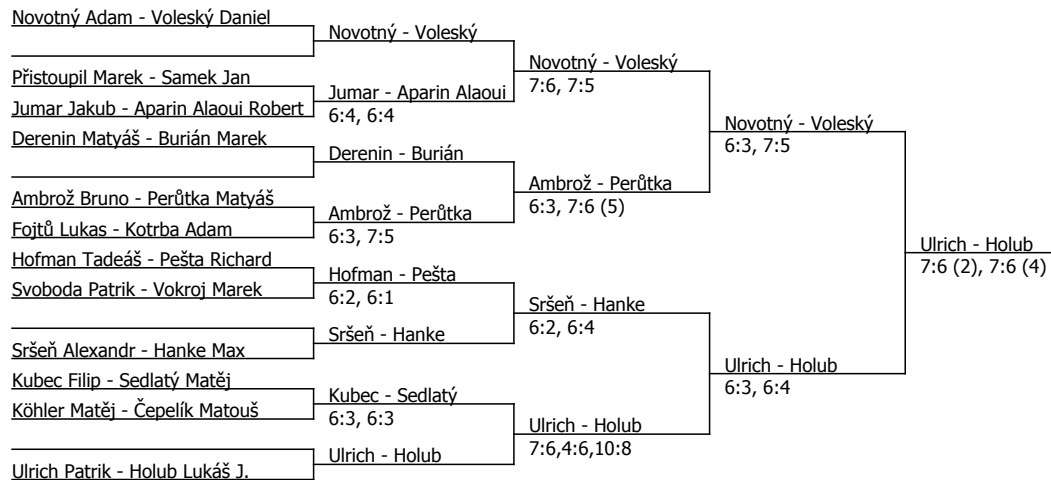 Novotný Adam - Voleský Daniel
Přistoupil Marek - Samek Jan
Jumar Jakub - Aparin Alaoui Robert
Derenin Matyáš - Burián Marek
Ambrož Bruno - Perůtka Matyáš
Fojtů Lukas - Kotrba Adam
Hofman Tadeáš - Pešta Richard
Svoboda Patrik - Vokroj Marek
Sršeň Alexandr - Hanke Max
Kubec Filip - Sedlatý Matěj
Köhler Matěj - Čepelík Matouš
Ulrich Patrik - Holub Lukáš J.
Novotný - Voleský
Jumar - Aparin Alaoui
6:4, 6:4
Derenin - Burián
Ambrož - Perůtka
6:3, 7:5
Hofman - Pešta
6:2, 6:1
Sršeň - Hanke
Kubec - Sedlatý
6:3, 6:3
Ulrich - Holub
Novotný - Voleský
7:6, 7:5
Ambrož - Perůtka
6:3, 7:6 (5)
Sršeň - Hanke
6:2, 6:4
Ulrich - Holub
7:6,4:6,10:8
Novotný - Voleský
6:3, 7:5
Ulrich - Holub
6:3, 6:4
Ulrich - Holub
7:6 (2), 7:6 (4)